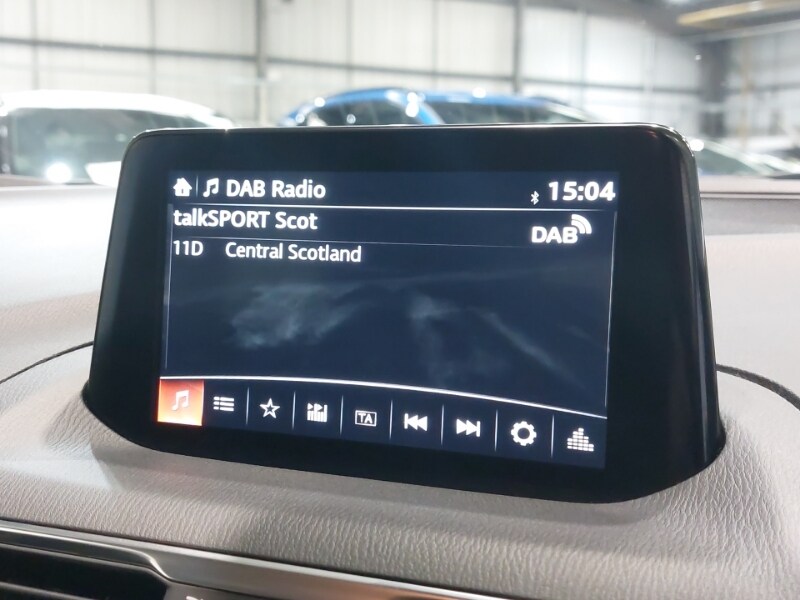 DAB Radio 15:04
talkSPORT Scot
DAB
11D Central Scotland
TA